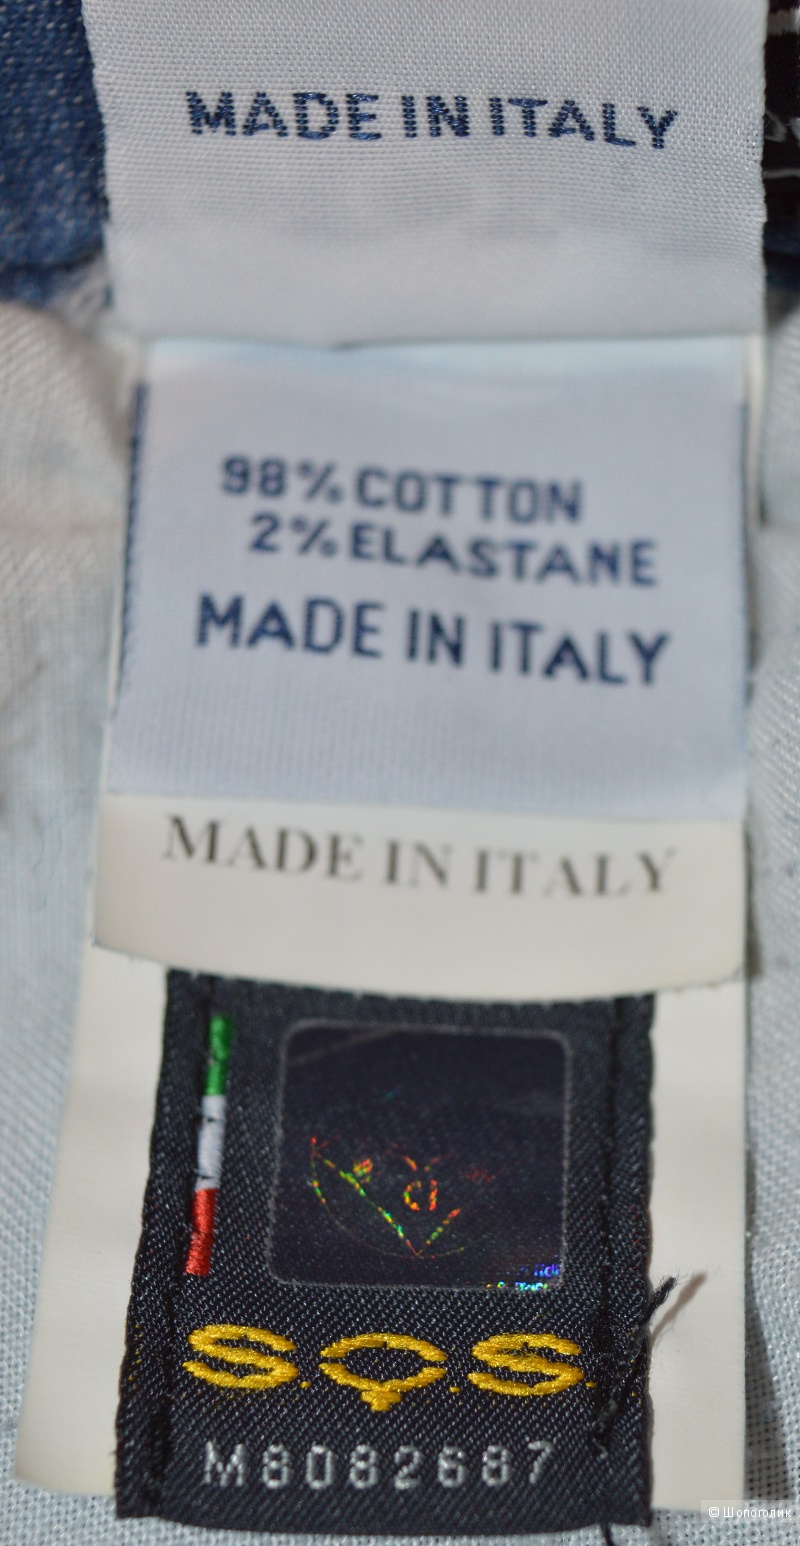 MADE IN ITALY
98% COTTON
2% ELASTANE
MADE IN ITALY
MADE IN ITALY
S.O.S.
M8082687
© Шопоголик